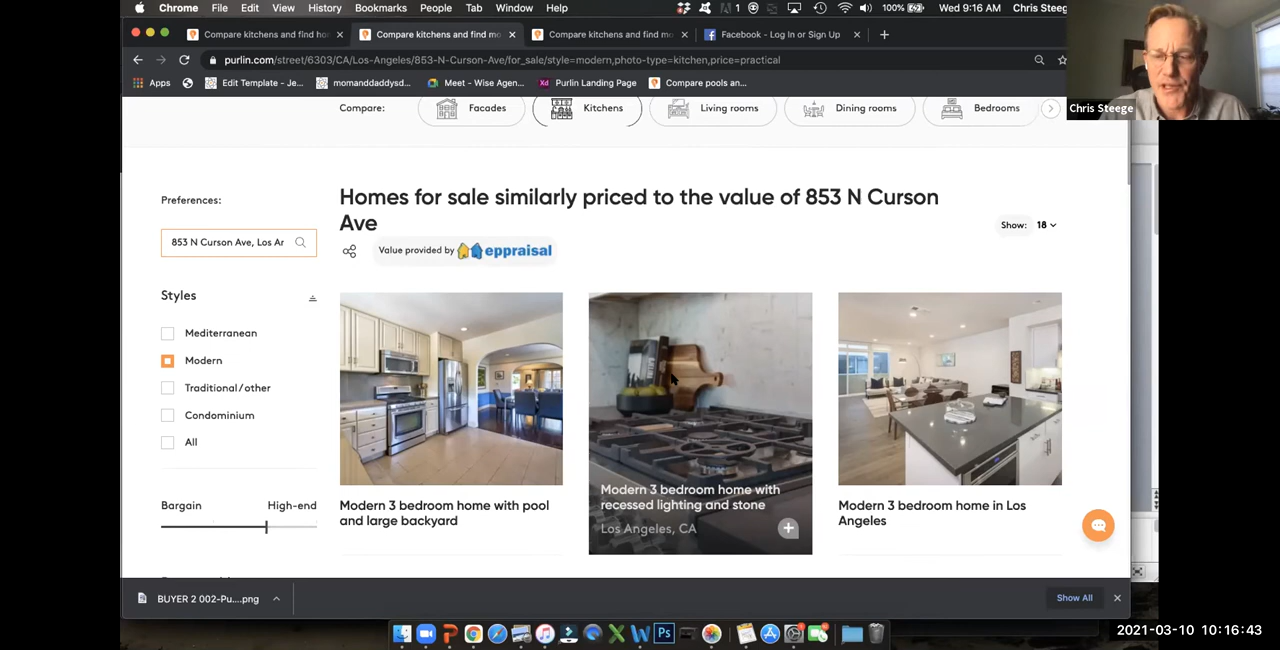 Chrome File Edit View History Bookmarks People Tab Window Help
1 100% Wed 9:16 AM Chris Steeg
Compare kitchens and find hor Compare kitchens and find mo Compare kitchens and find mo Facebook - Log In or Sign Up
purlin.com/street/6303/CA/Los-Angeles/853-N-Curson-Ave/for_sale/style=modern,photo-type=kitchen,price=practical
Apps Edit Template - Je... momanddaddysd... Meet - Wise Agen... Xd Purlin Landing Page Compare pools an...
Chris Steege
Compare: Facades Kitchens Living rooms Dining rooms Bedrooms
Preferences:
853 N Curson Ave, Los Ar
Homes for sale similarly priced to the value of 853 N Curson
Ave
Show: 18
Value provided by eppraisal
Styles
Mediterranean
Modern
Traditional/other
Condominium
All
Bargain High-end
Modern 3 bedroom home with pool
and large backyard
Modern 3 bedroom home with
recessed lighting and stone
Los Angeles, CA
Modern 3 bedroom home in Los
Angeles
BUYER 2 002-Pu....png
Show All
2021-03-10 10:16:43